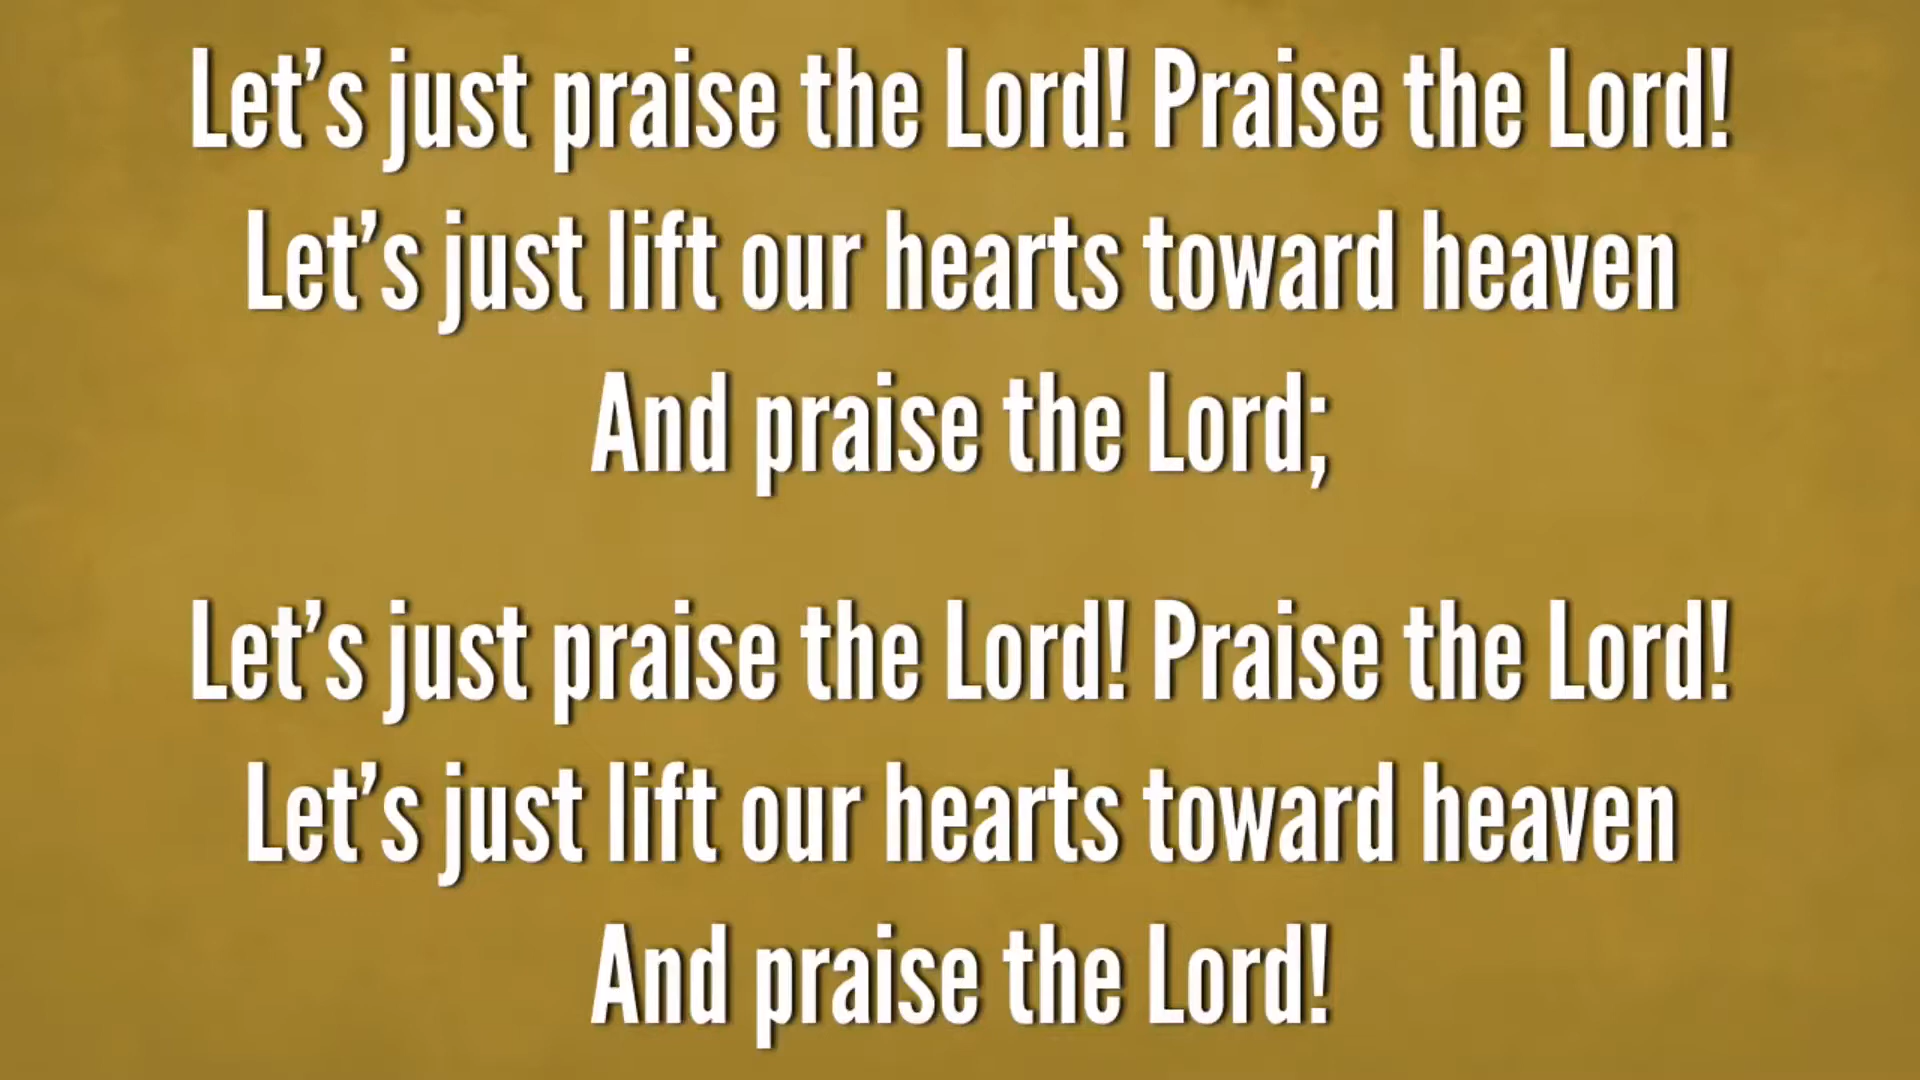 Let’s just praise the Lord! Praise the Lord!
Let’s just lift our hearts toward heaven
And praise the Lord;
Let’s just praise the Lord! Praise the Lord!
Let’s just lift our hearts toward heaven
And praise the Lord!